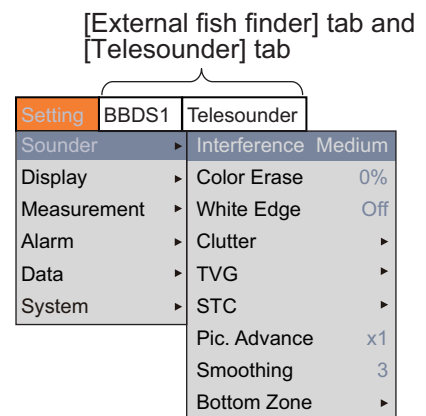 [External fish finder] tab and
[Telesounder] tab
Setting BBDS1 Telesounder
Sounder ▸ Interference Medium
Display ▸ Color Erase 0%
Measurement ▸ White Edge Off
Alarm ▸ Clutter ▸
Data ▸ TVG ▸
System ▸ STC ▸
Pic. Advance x1
Smoothing 3
Bottom Zone ▸